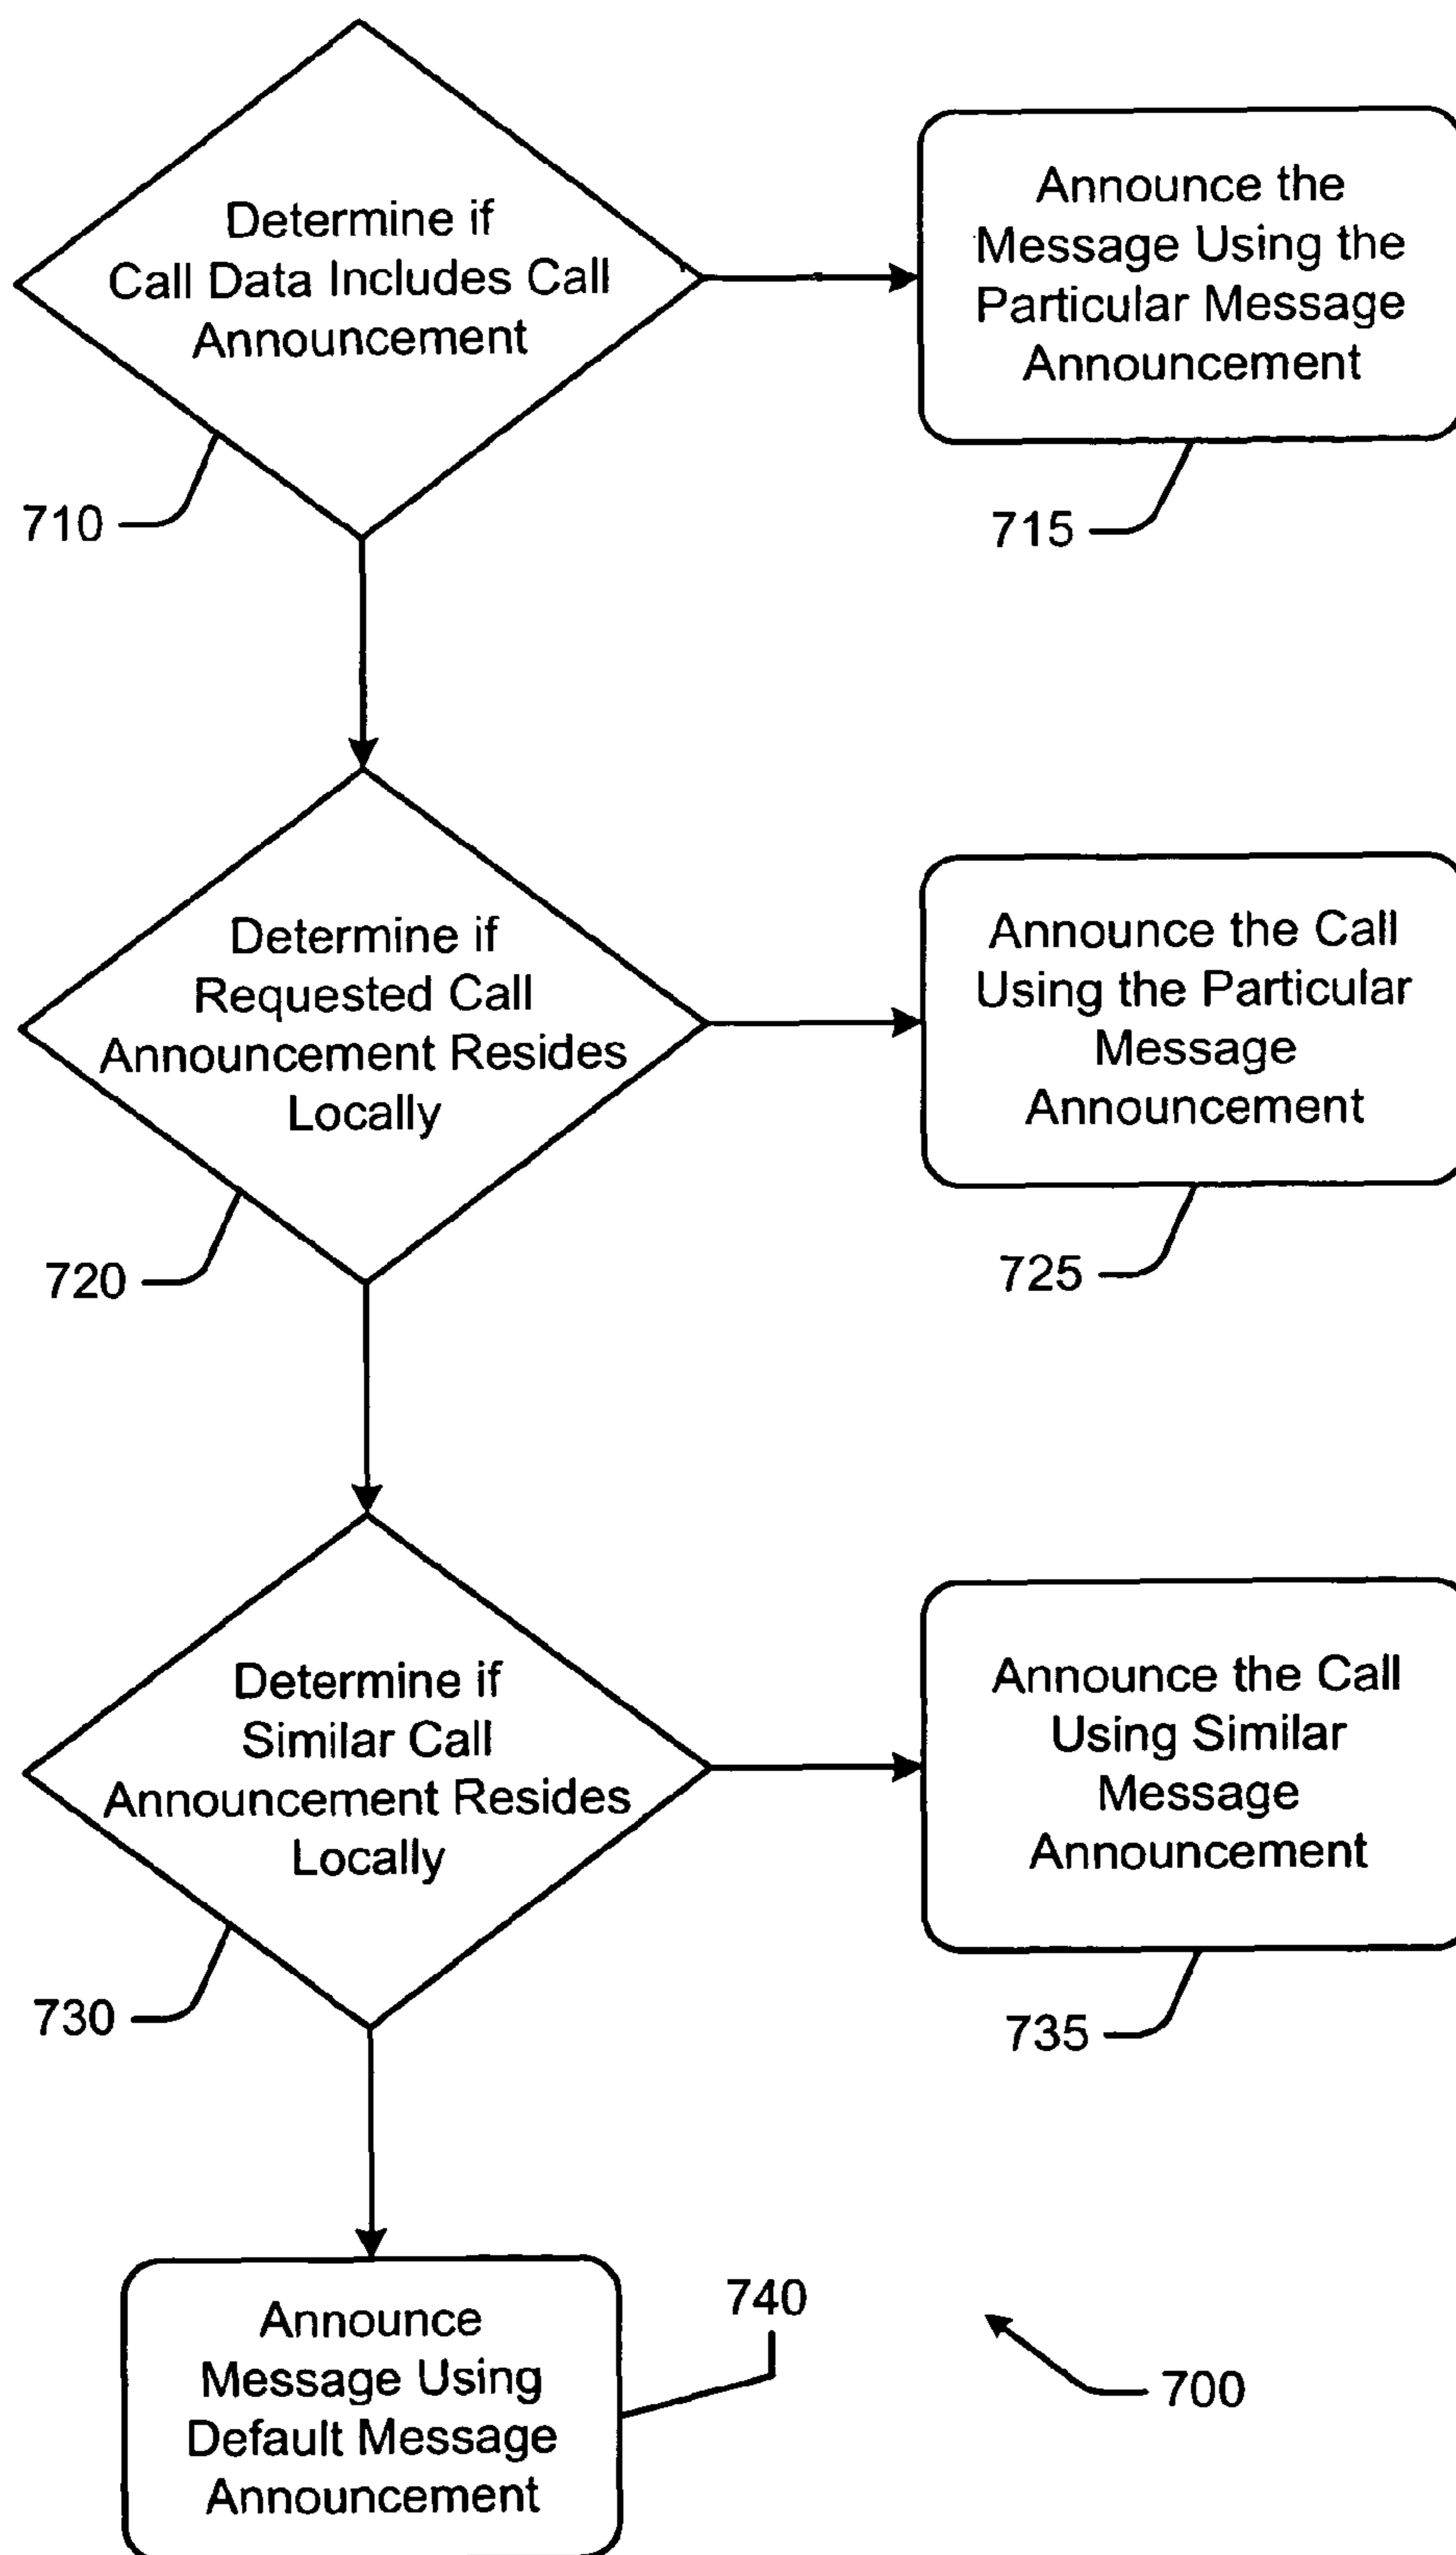 Determine if
Call Data Includes Call
Announcement
710
Announce the
Message Using the
Particular Message
Announcement
715
Determine if
Requested Call
Announcement Resides
Locally
720
Announce the Call
Using the Particular
Message
Announcement
725
Determine if
Similar Call
Announcement Resides
Locally
730
Announce the Call
Using Similar
Message
Announcement
735
Announce
Message Using
Default Message
Announcement
740
700